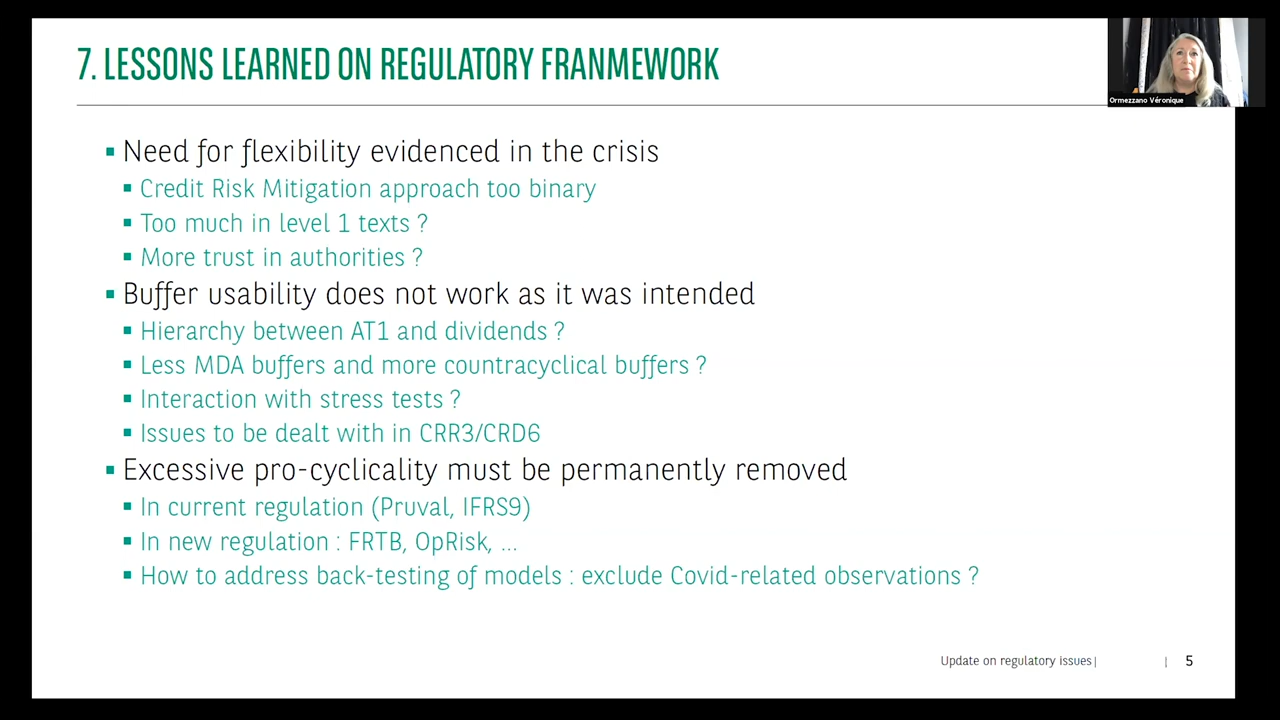 7. LESSONS LEARNED ON REGULATORY FRANMEWORK
Ormezzano Véronique
▪ Need for flexibility evidenced in the crisis
▪ Credit Risk Mitigation approach too binary
▪ Too much in level 1 texts ?
▪ More trust in authorities ?
▪ Buffer usability does not work as it was intended
▪ Hierarchy between AT1 and dividends ?
▪ Less MDA buffers and more countracyclical buffers ?
▪ Interaction with stress tests ?
▪ Issues to be dealt with in CRR3/CRD6
▪ Excessive pro-cyclicality must be permanently removed
▪ In current regulation (Pruval, IFRS9)
▪ In new regulation : FRTB, OpRisk, ...
▪ How to address back-testing of models : exclude Covid-related observations ?
Update on regulatory issues| | 5